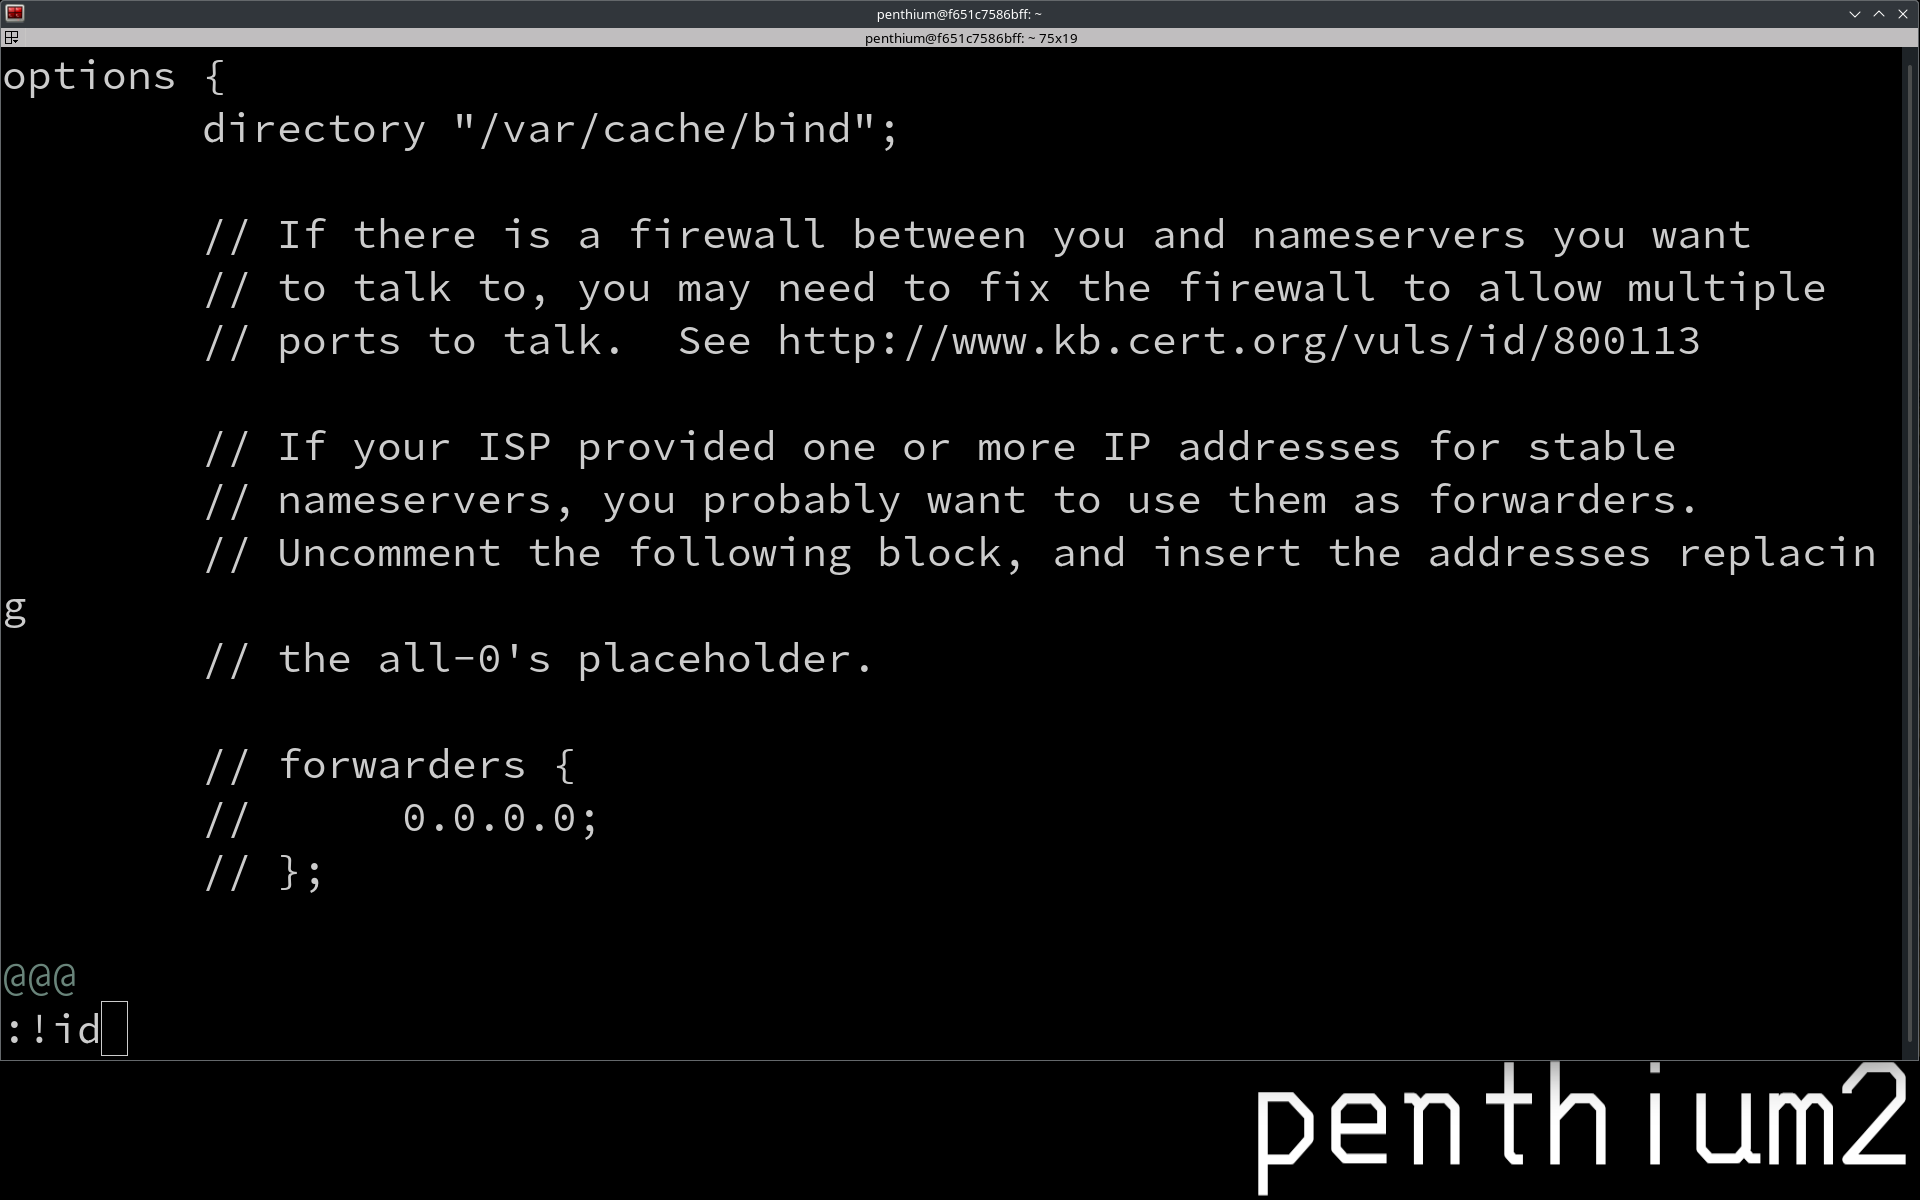 penthium@f651c7586bff: ~
penthium@f651c7586bff: ~ 75x19
options {
        directory "/var/cache/bind";

        // If there is a firewall between you and nameservers you want
        // to talk to, you may need to fix the firewall to allow multiple
        // ports to talk.  See http://www.kb.cert.org/vuls/id/800113

        // If your ISP provided one or more IP addresses for stable
        // nameservers, you probably want to use them as forwarders.
        // Uncomment the following block, and insert the addresses replacin
g
        // the all-0's placeholder.

        // forwarders {
        //      0.0.0.0;
        // };

@@@
:!id
penthium2